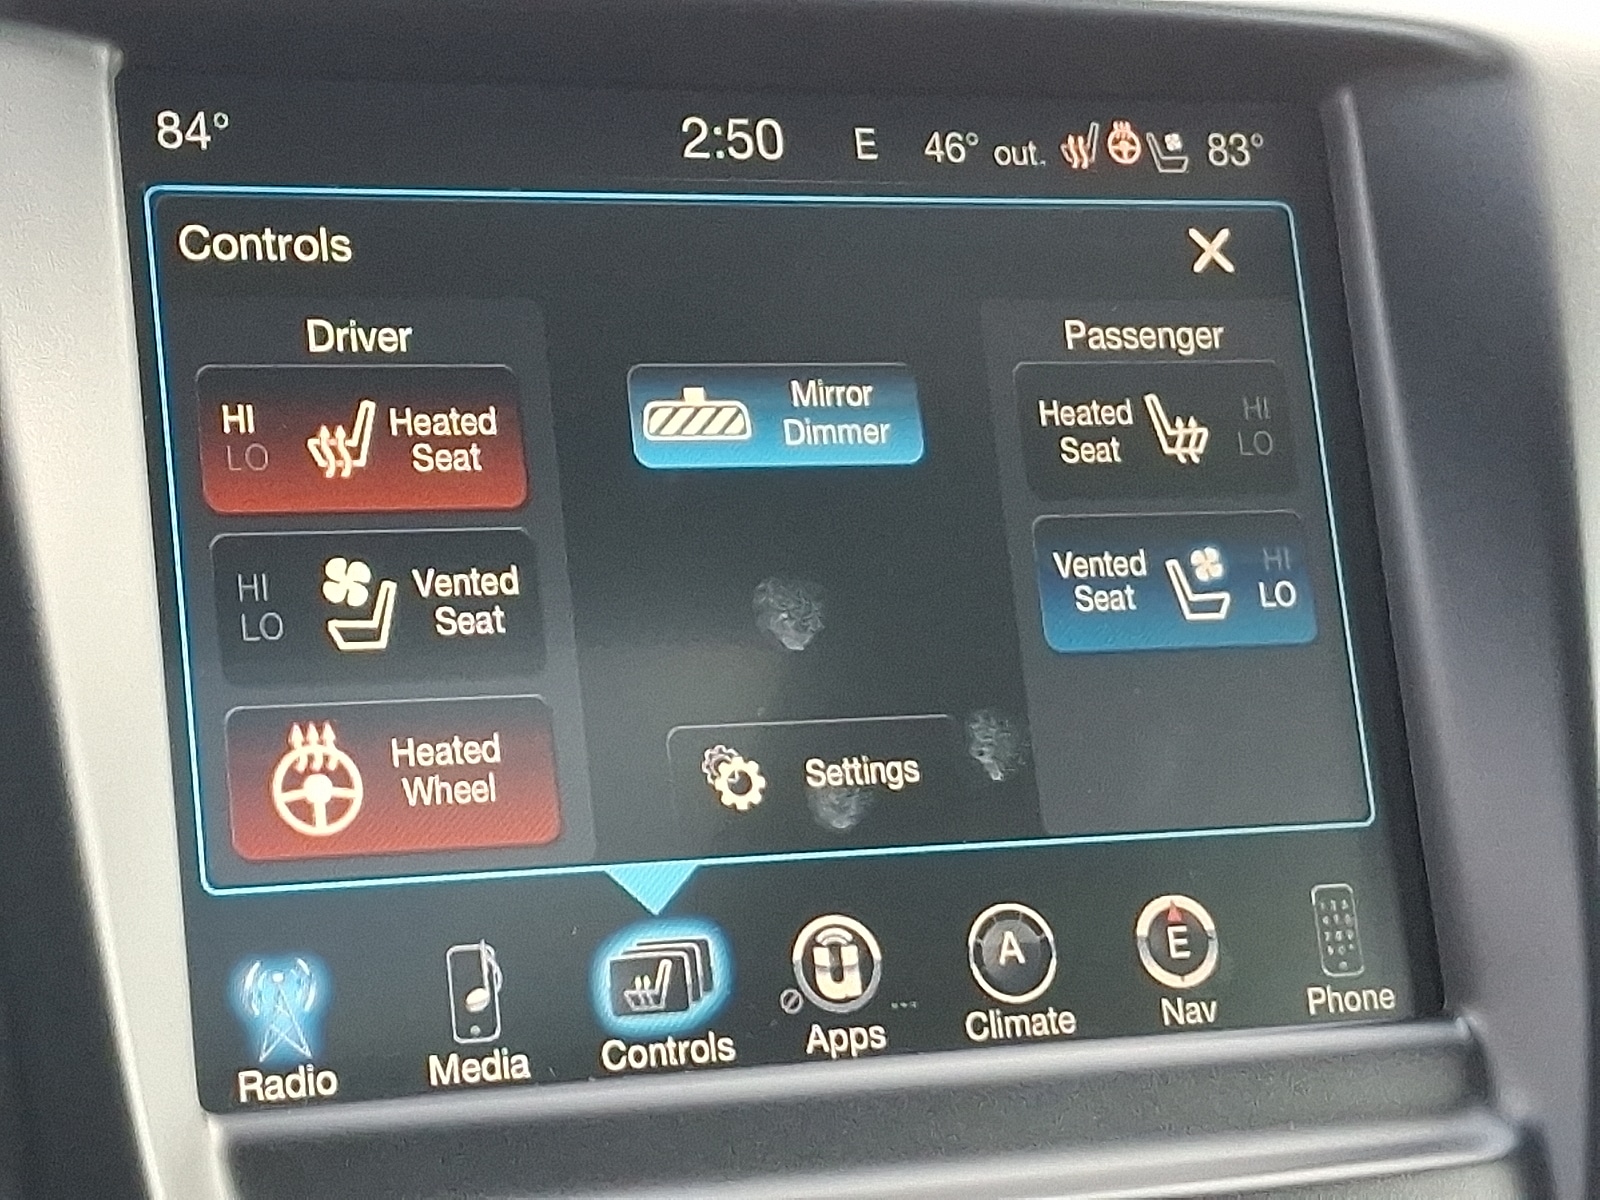 84° 2:50 E 46° out. 83°
Controls
Driver
HI
LO
Heated
Seat
HI
LO
Vented
Seat
Heated
Wheel
Mirror
Dimmer
Settings
Passenger
Heated
Seat
HI
LO
Vented
Seat
HI
LO
Radio
Media
Controls
Apps
A
Climate
E
Nav
Phone